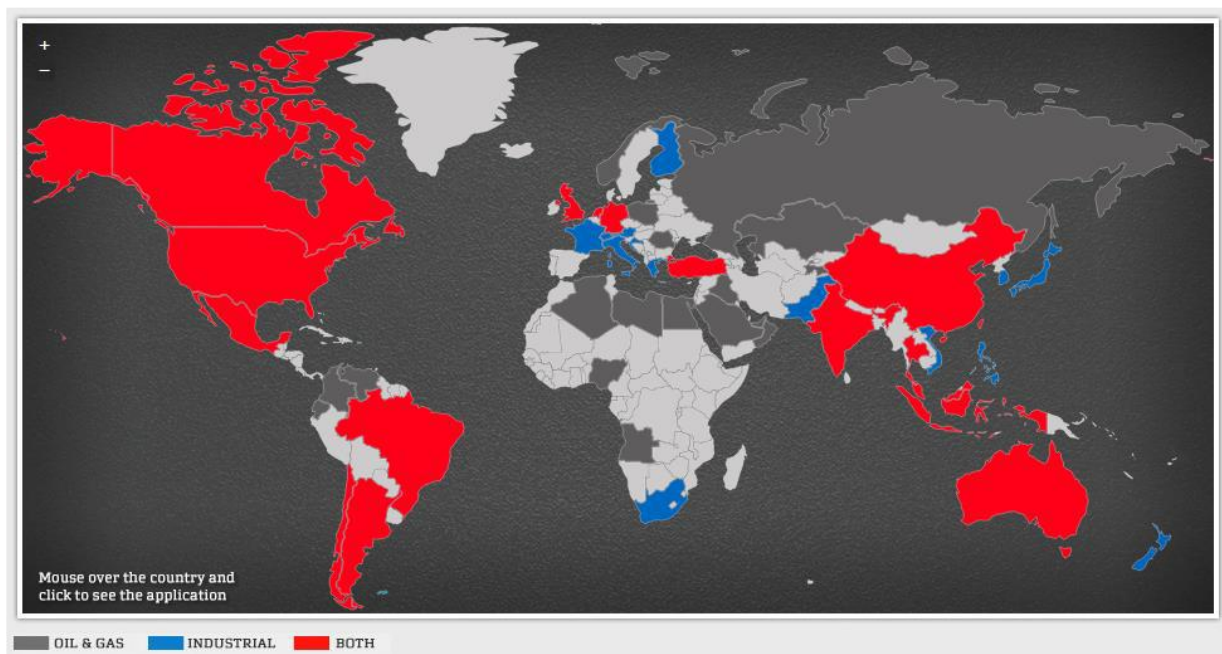 +
−
Mouse over the country and
click to see the application
OIL & GAS INDUSTRIAL BOTH